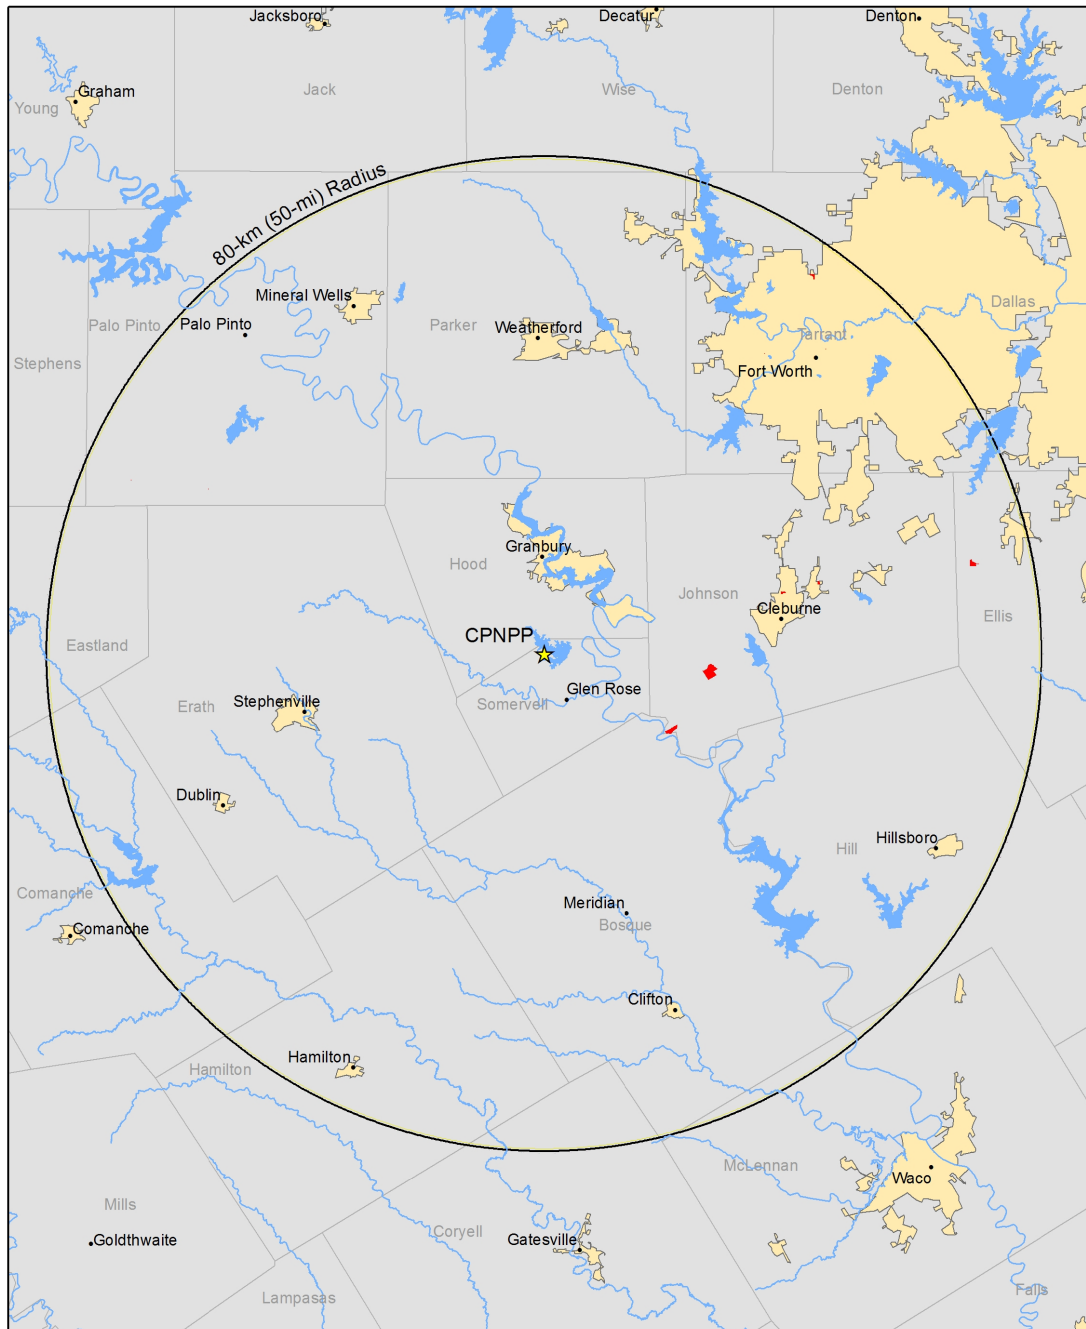 Jacksboro
Decatur
Denton
Graham
Young
Jack
Wise
Denton
80-km (50-mi) Radius
Mineral Wells
Dallas
Palo Pinto
Palo Pinto
Parker
Weatherford
Tarrant
Stephens
Fort Worth
Granbury
Hood
Johnson
Cleburne
Ellis
CPNPP
Eastland
Glen Rose
Stephenville
Erath
Somervell
Dublin
Hillsboro
Hill
Comanche
Meridian
Comanche
Bosque
Clifton
Hamilton
Hamilton
McLennan
Waco
Mills
Coryell
Goldthwaite
Gatesville
Lampasas
Falls